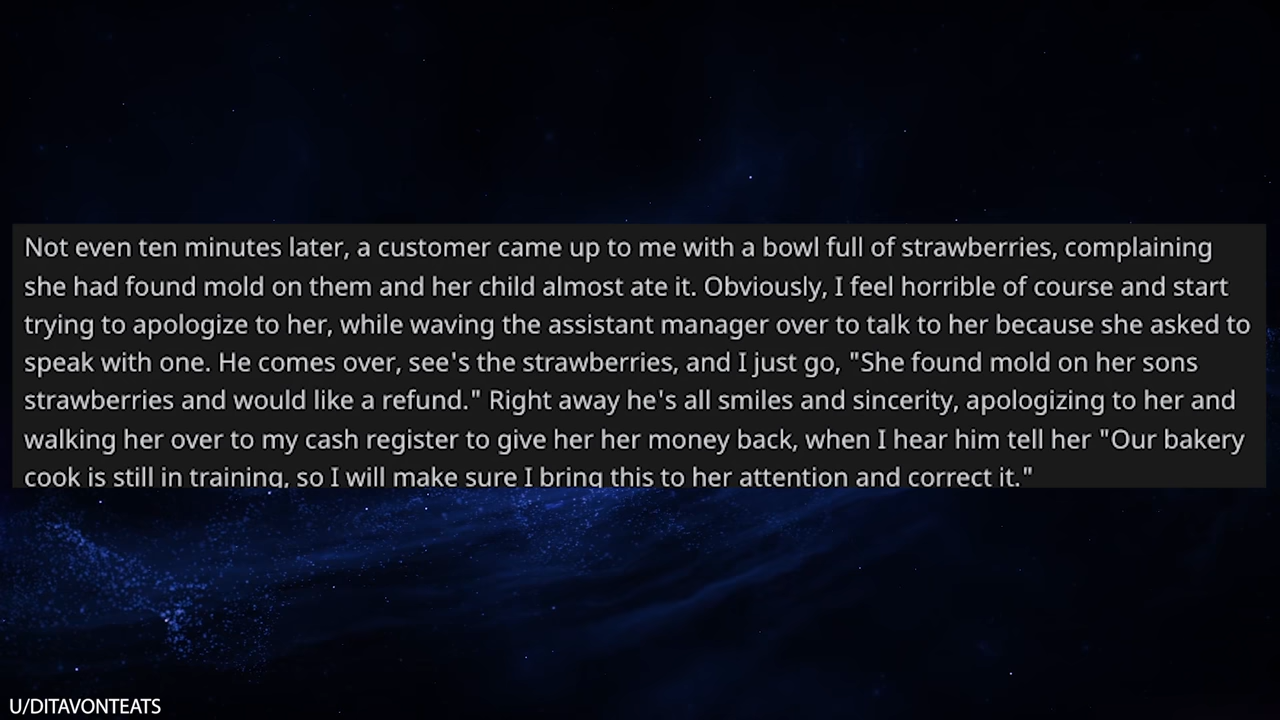 Not even ten minutes later, a customer came up to me with a bowl full of strawberries, complaining
she had found mold on them and her child almost ate it. Obviously, I feel horrible of course and start
trying to apologize to her, while waving the assistant manager over to talk to her because she asked to
speak with one. He comes over, see's the strawberries, and I just go, "She found mold on her sons
strawberries and would like a refund." Right away he's all smiles and sincerity, apologizing to her and
walking her over to my cash register to give her her money back, when I hear him tell her "Our bakery
cook is still in training, so I will make sure I bring this to her attention and correct it."
U/DITAVONTEATS